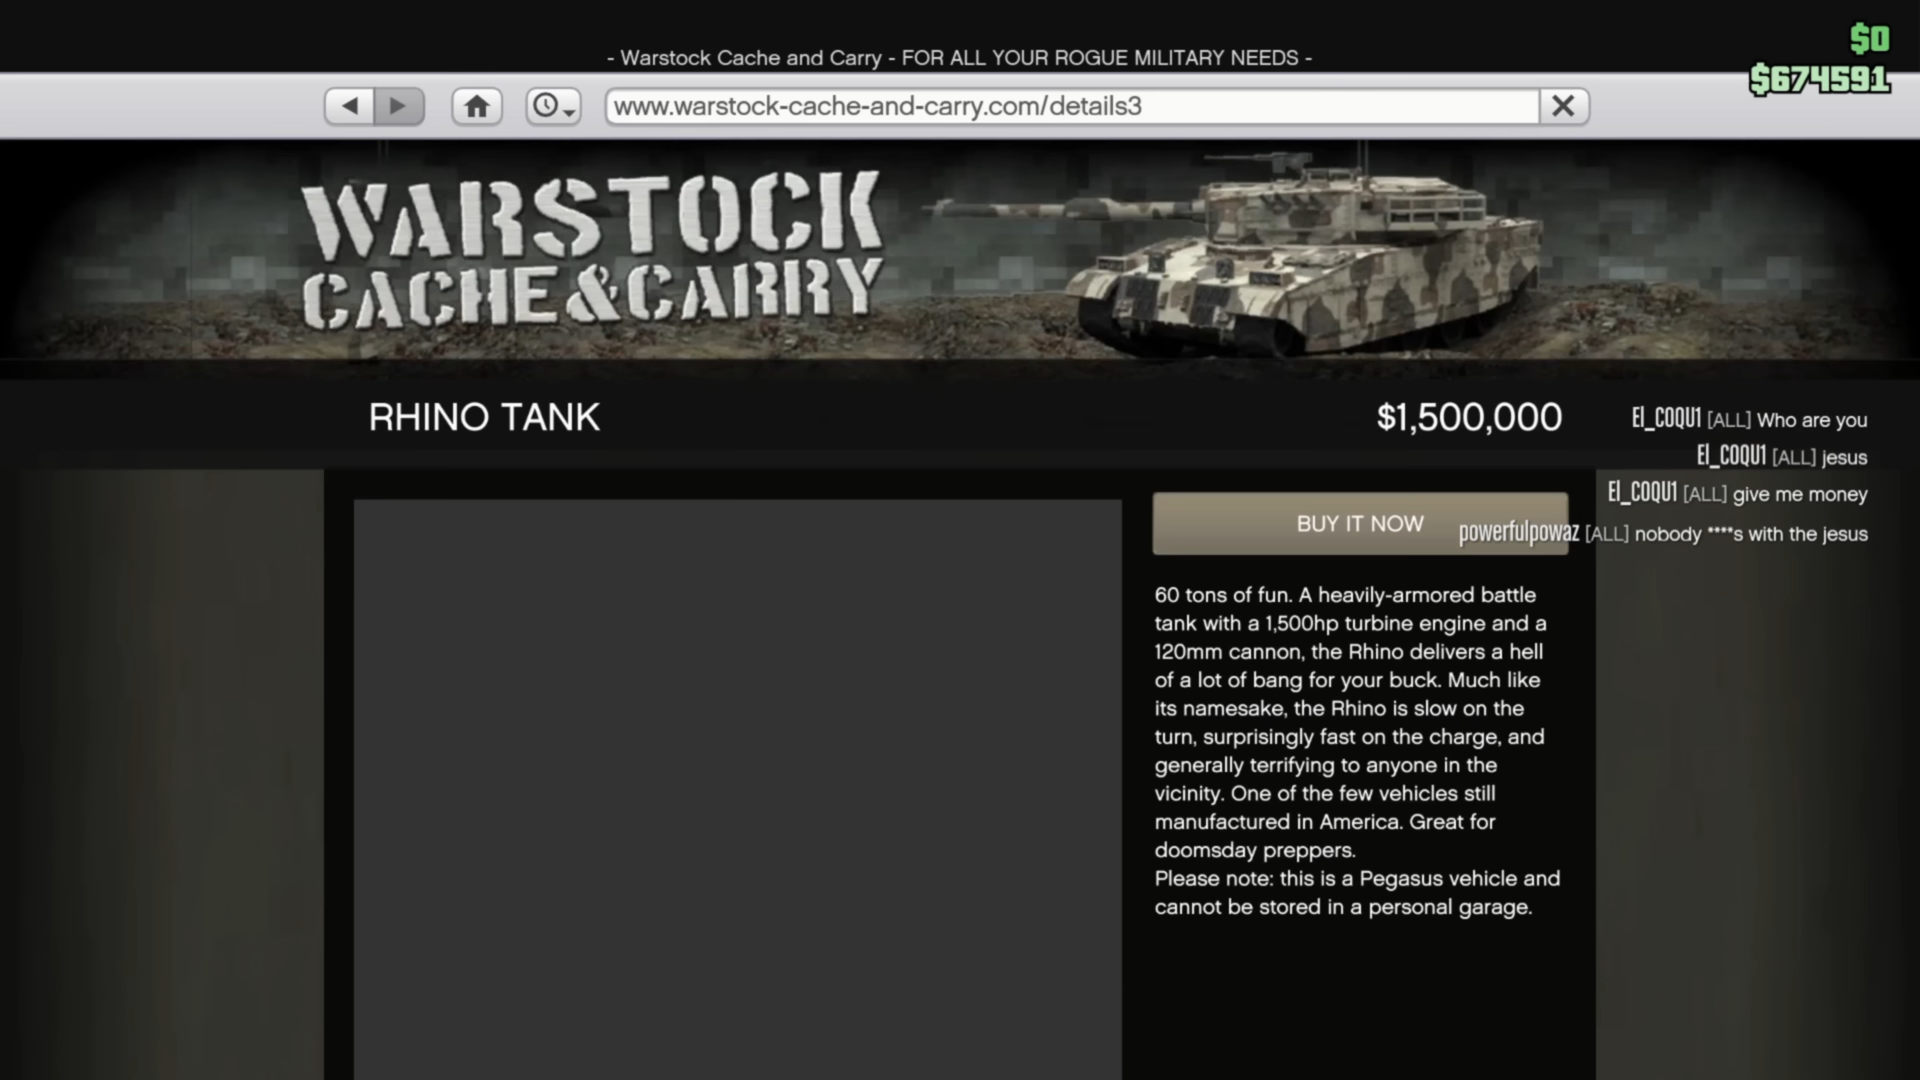 - Warstock Cache and Carry - FOR ALL YOUR ROGUE MILITARY NEEDS -
$0
$674591
www.warstock-cache-and-carry.com/details3
WARSTOCK
CACHE&CARRY
RHINO TANK
$1,500,000
El_COQU1 [ALL] Who are you
El_COQU1 [ALL] jesus
El_COQU1 [ALL] give me money
powerfulpowaz [ALL] nobody ****s with the jesus
BUY IT NOW
60 tons of fun. A heavily-armored battle
tank with a 1,500hp turbine engine and a
120mm cannon, the Rhino delivers a hell
of a lot of bang for your buck. Much like
its namesake, the Rhino is slow on the
turn, surprisingly fast on the charge, and
generally terrifying to anyone in the
vicinity. One of the few vehicles still
manufactured in America. Great for
doomsday preppers.
Please note: this is a Pegasus vehicle and
cannot be stored in a personal garage.